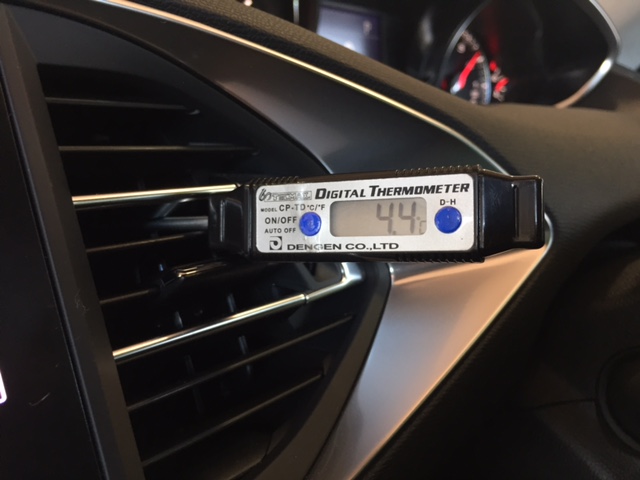 DIGITAL THERMOMETER
MODEL CP-TD °C/°F
D-H
ON/OFF
AUTO OFF
4.4
DENGEN CO.,LTD